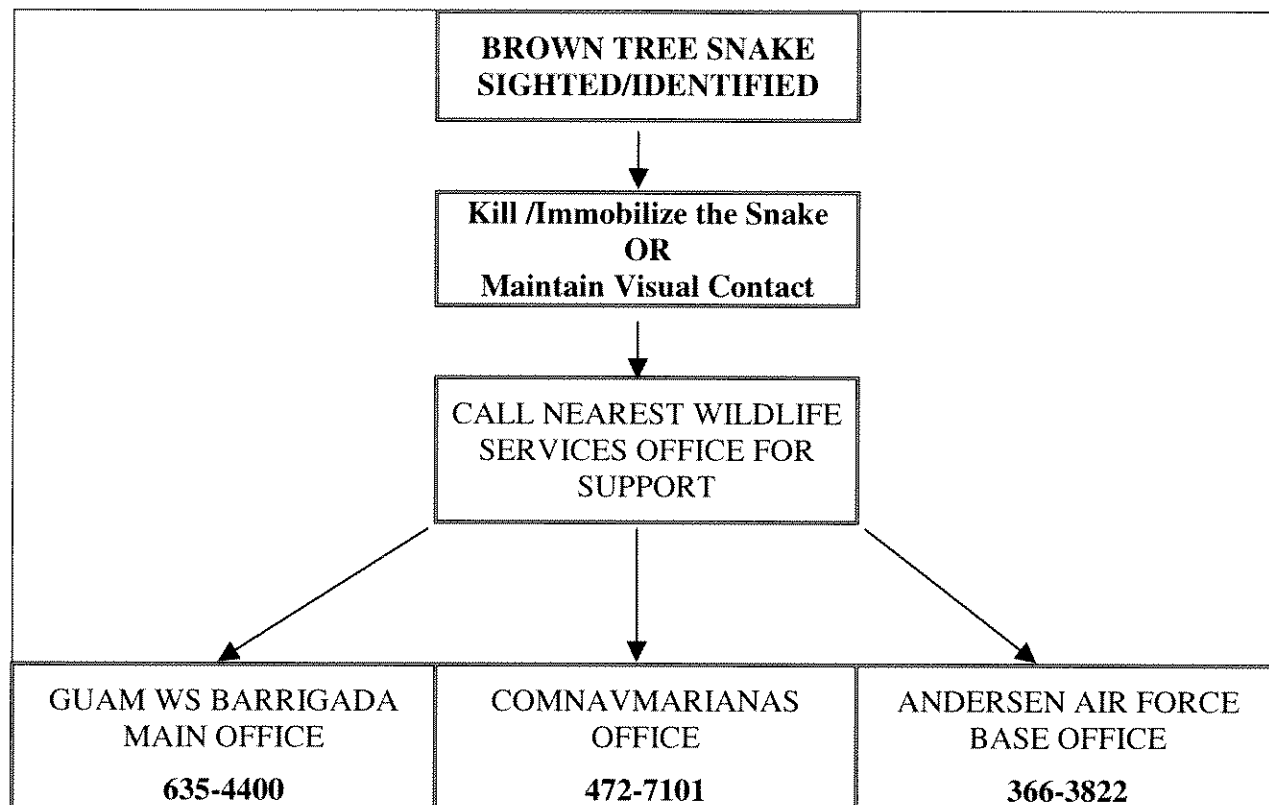 BROWN TREE SNAKE
SIGHTED/IDENTIFIED
Kill /Immobilize the Snake
OR
Maintain Visual Contact
CALL NEAREST WILDLIFE
SERVICES OFFICE FOR
SUPPORT
GUAM WS BARRIGADA
MAIN OFFICE
635-4400
COMNAVMARIANAS
OFFICE
472-7101
ANDERSEN AIR FORCE
BASE OFFICE
366-3822